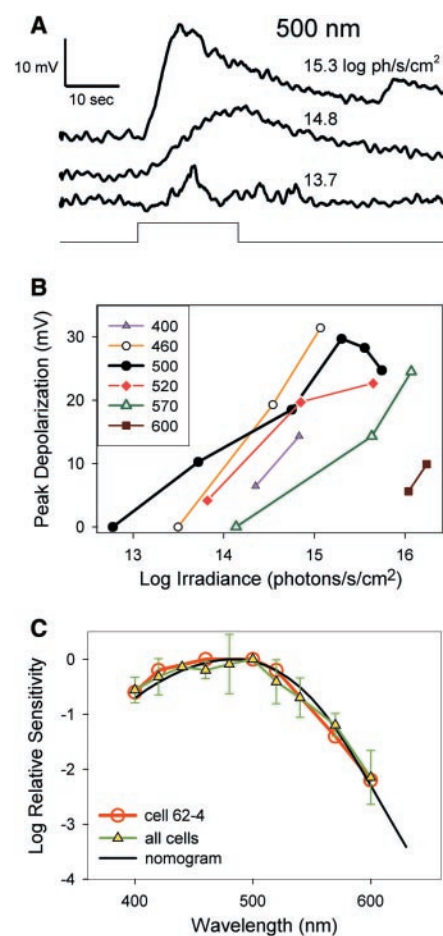 A
500 nm
10 mV
10 sec
15.3 log ph/s/cm²
14.8
13.7
B
Peak Depolarization (mV)
30
20
10
0
400
460
500
520
570
600
13
14
15
16
Log Irradiance (photons/s/cm²)
C
Log Relative Sensitivity
0
-1
-2
-3
-4
cell 62-4
all cells
nomogram
400
500
600
Wavelength (nm)